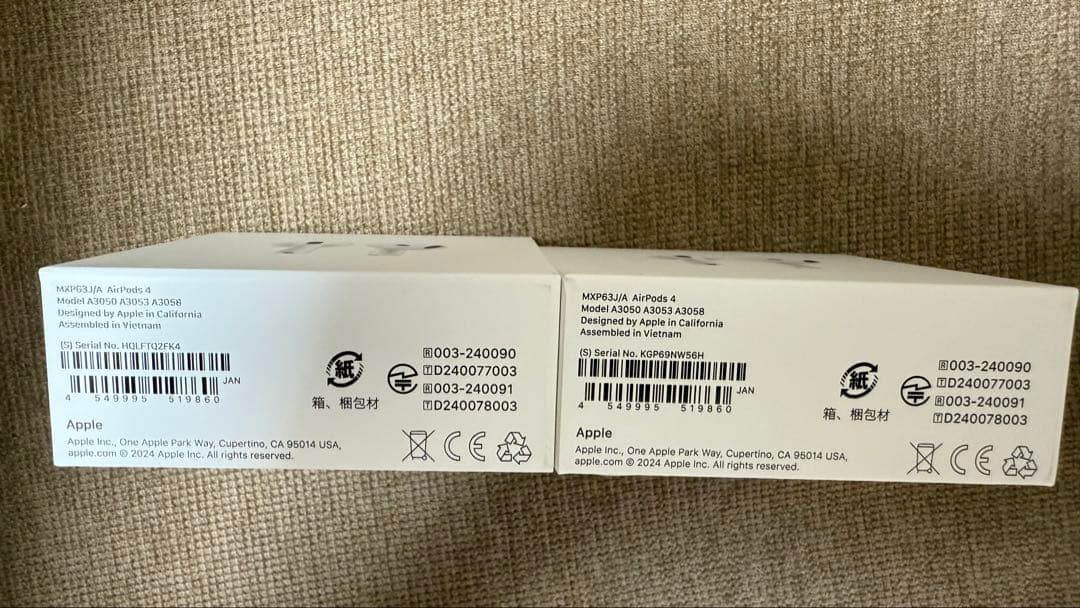 MXP63J/A AirPods 4
Model A3050 A3053 A3058
Designed by Apple in California
Assembled in Vietnam
(S) Serial No. HQLFTQ2FK4
JAN
4 549995 519860
紙
箱、梱包材
R003-240090
TD240077003
R003-240091
TD240078003
Apple
Apple Inc., One Apple Park Way, Cupertino, CA 95014 USA,
apple.com © 2024 Apple Inc. All rights reserved.
CE
MXP63J/A AirPods 4
Model A3050 A3053 A3058
Designed by Apple in California
Assembled in Vietnam
(S) Serial No. KGP69NW56H
JAN
4 549995 519860
紙
箱、梱包材
R003-240090
TD240077003
R003-240091
TD240078003
Apple
Apple Inc., One Apple Park Way, Cupertino, CA 95014 USA,
apple.com © 2024 Apple Inc. All rights reserved.
CE